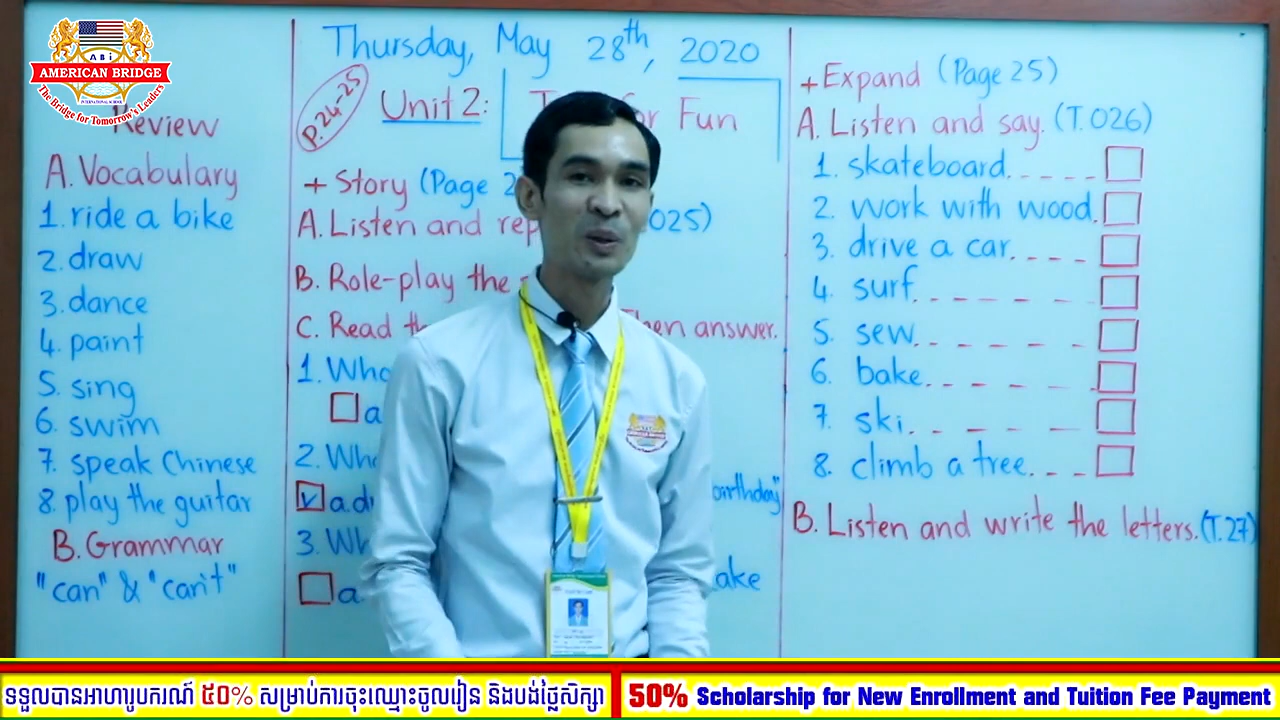 ABi
AMERICAN BRIDGE
INTERNATIONAL SCHOOL
The Bridge for Tomorrow's Leaders
Review
A. Vocabulary
1. ride a bike
2. draw
3. dance
4. paint
5. sing
6. swim
7. speak Chinese
8. play the guitar
B. Grammar
"can" & "can't"
Thursday, May 28th, 2020
P.24-25
Unit 2: Fun
+ Story (Page
A. Listen and 025)
B. Role-play the
C. Read Then answer.
1.
a
2.
v a. birthday"
3.
a. ake
+ Expand (Page 25)
A. Listen and say. (T.026)
1. skateboard.
2. work with wood.
3. drive a car.
4. surf.
5. sew.
6. bake.
7. ski.
8. climb a tree.
B. Listen and write the letters. (T.27)
ទទួលបានអាហារូបករណ៍ ៥០% សម្រាប់ការចុះឈ្មោះចូលរៀន និងបង់ថ្លៃសិក្សា
50% Scholarship for New Enrollment and Tuition Fee Payment